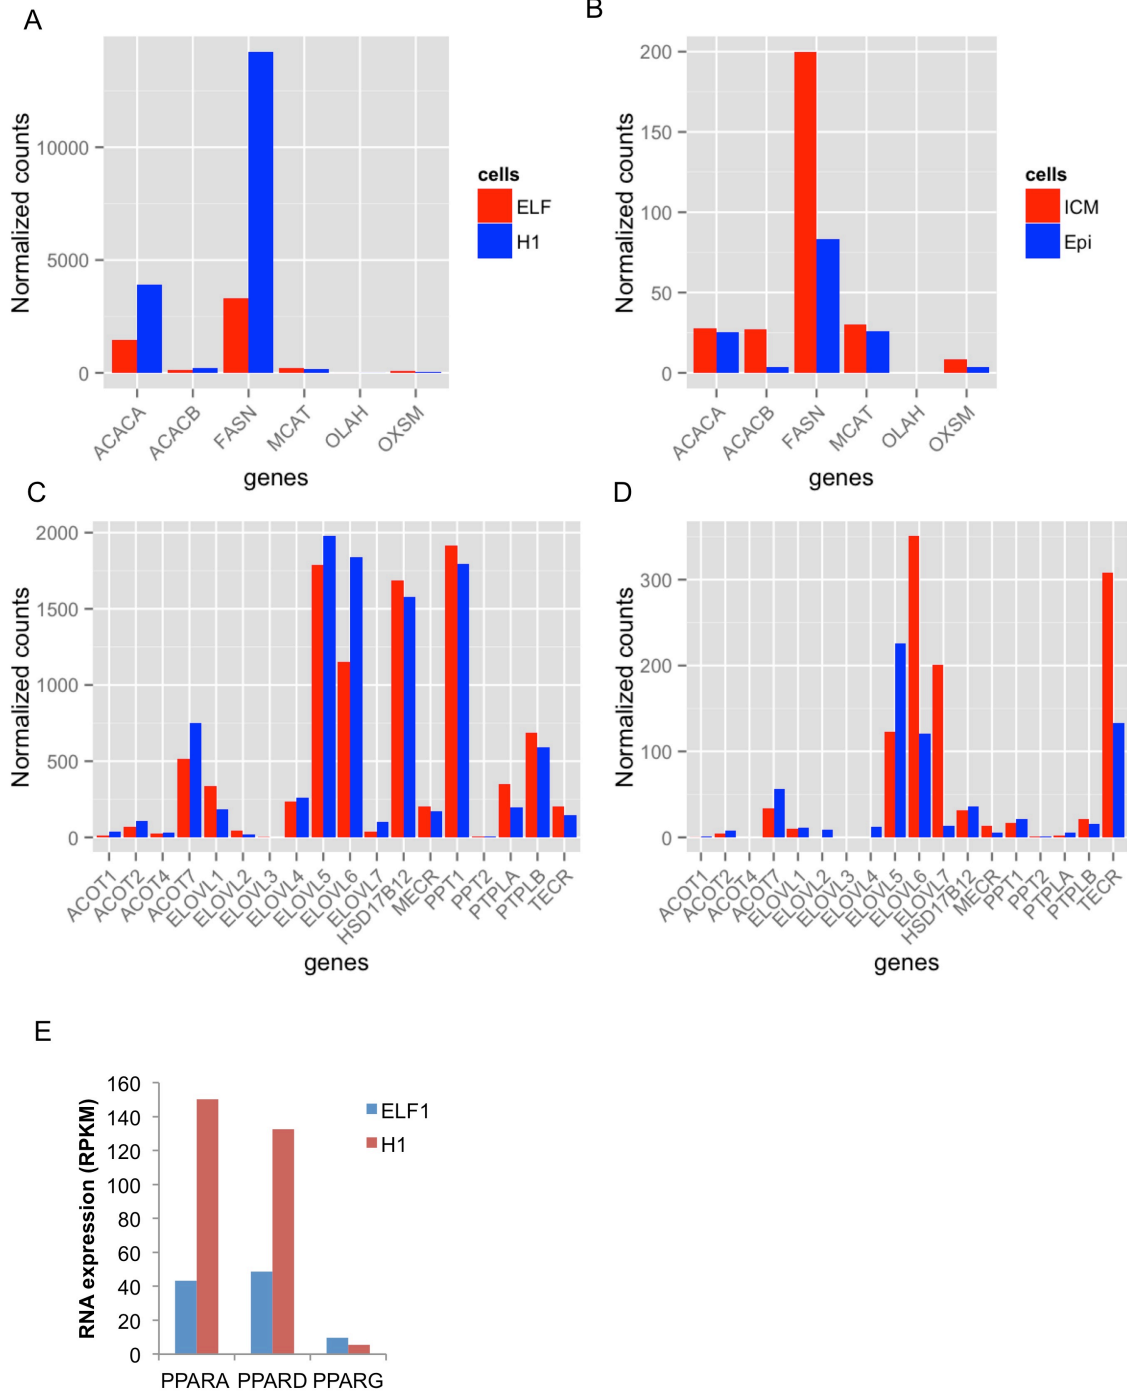 A
Normalized counts
10000
5000
0
ACACA
ACACB
FASN
MCAT
OLAH
OXSM
genes
cells
ELF
H1
B
Normalized counts
200
150
100
50
0
ACACA
ACACB
FASN
MCAT
OLAH
OXSM
genes
cells
ICM
Epi
C
Normalized counts
2000
1500
1000
500
0
ACOT1
ACOT2
ACOT4
ACOT7
ELOVL1
ELOVL2
ELOVL3
ELOVL4
ELOVL5
ELOVL6
ELOVL7
HSD17B12
MECR
PPT1
PPT2
PTPLA
PTPLB
TECR
genes
D
Normalized counts
300
200
100
0
ACOT1
ACOT2
ACOT4
ACOT7
ELOVL1
ELOVL2
ELOVL3
ELOVL4
ELOVL5
ELOVL6
ELOVL7
HSD17B12
MECR
PPT1
PPT2
PTPLA
PTPLB
TECR
genes
E
RNA expression (RPKM)
160
140
120
100
80
60
40
20
0
PPARA PPARD PPARG
ELF1
H1